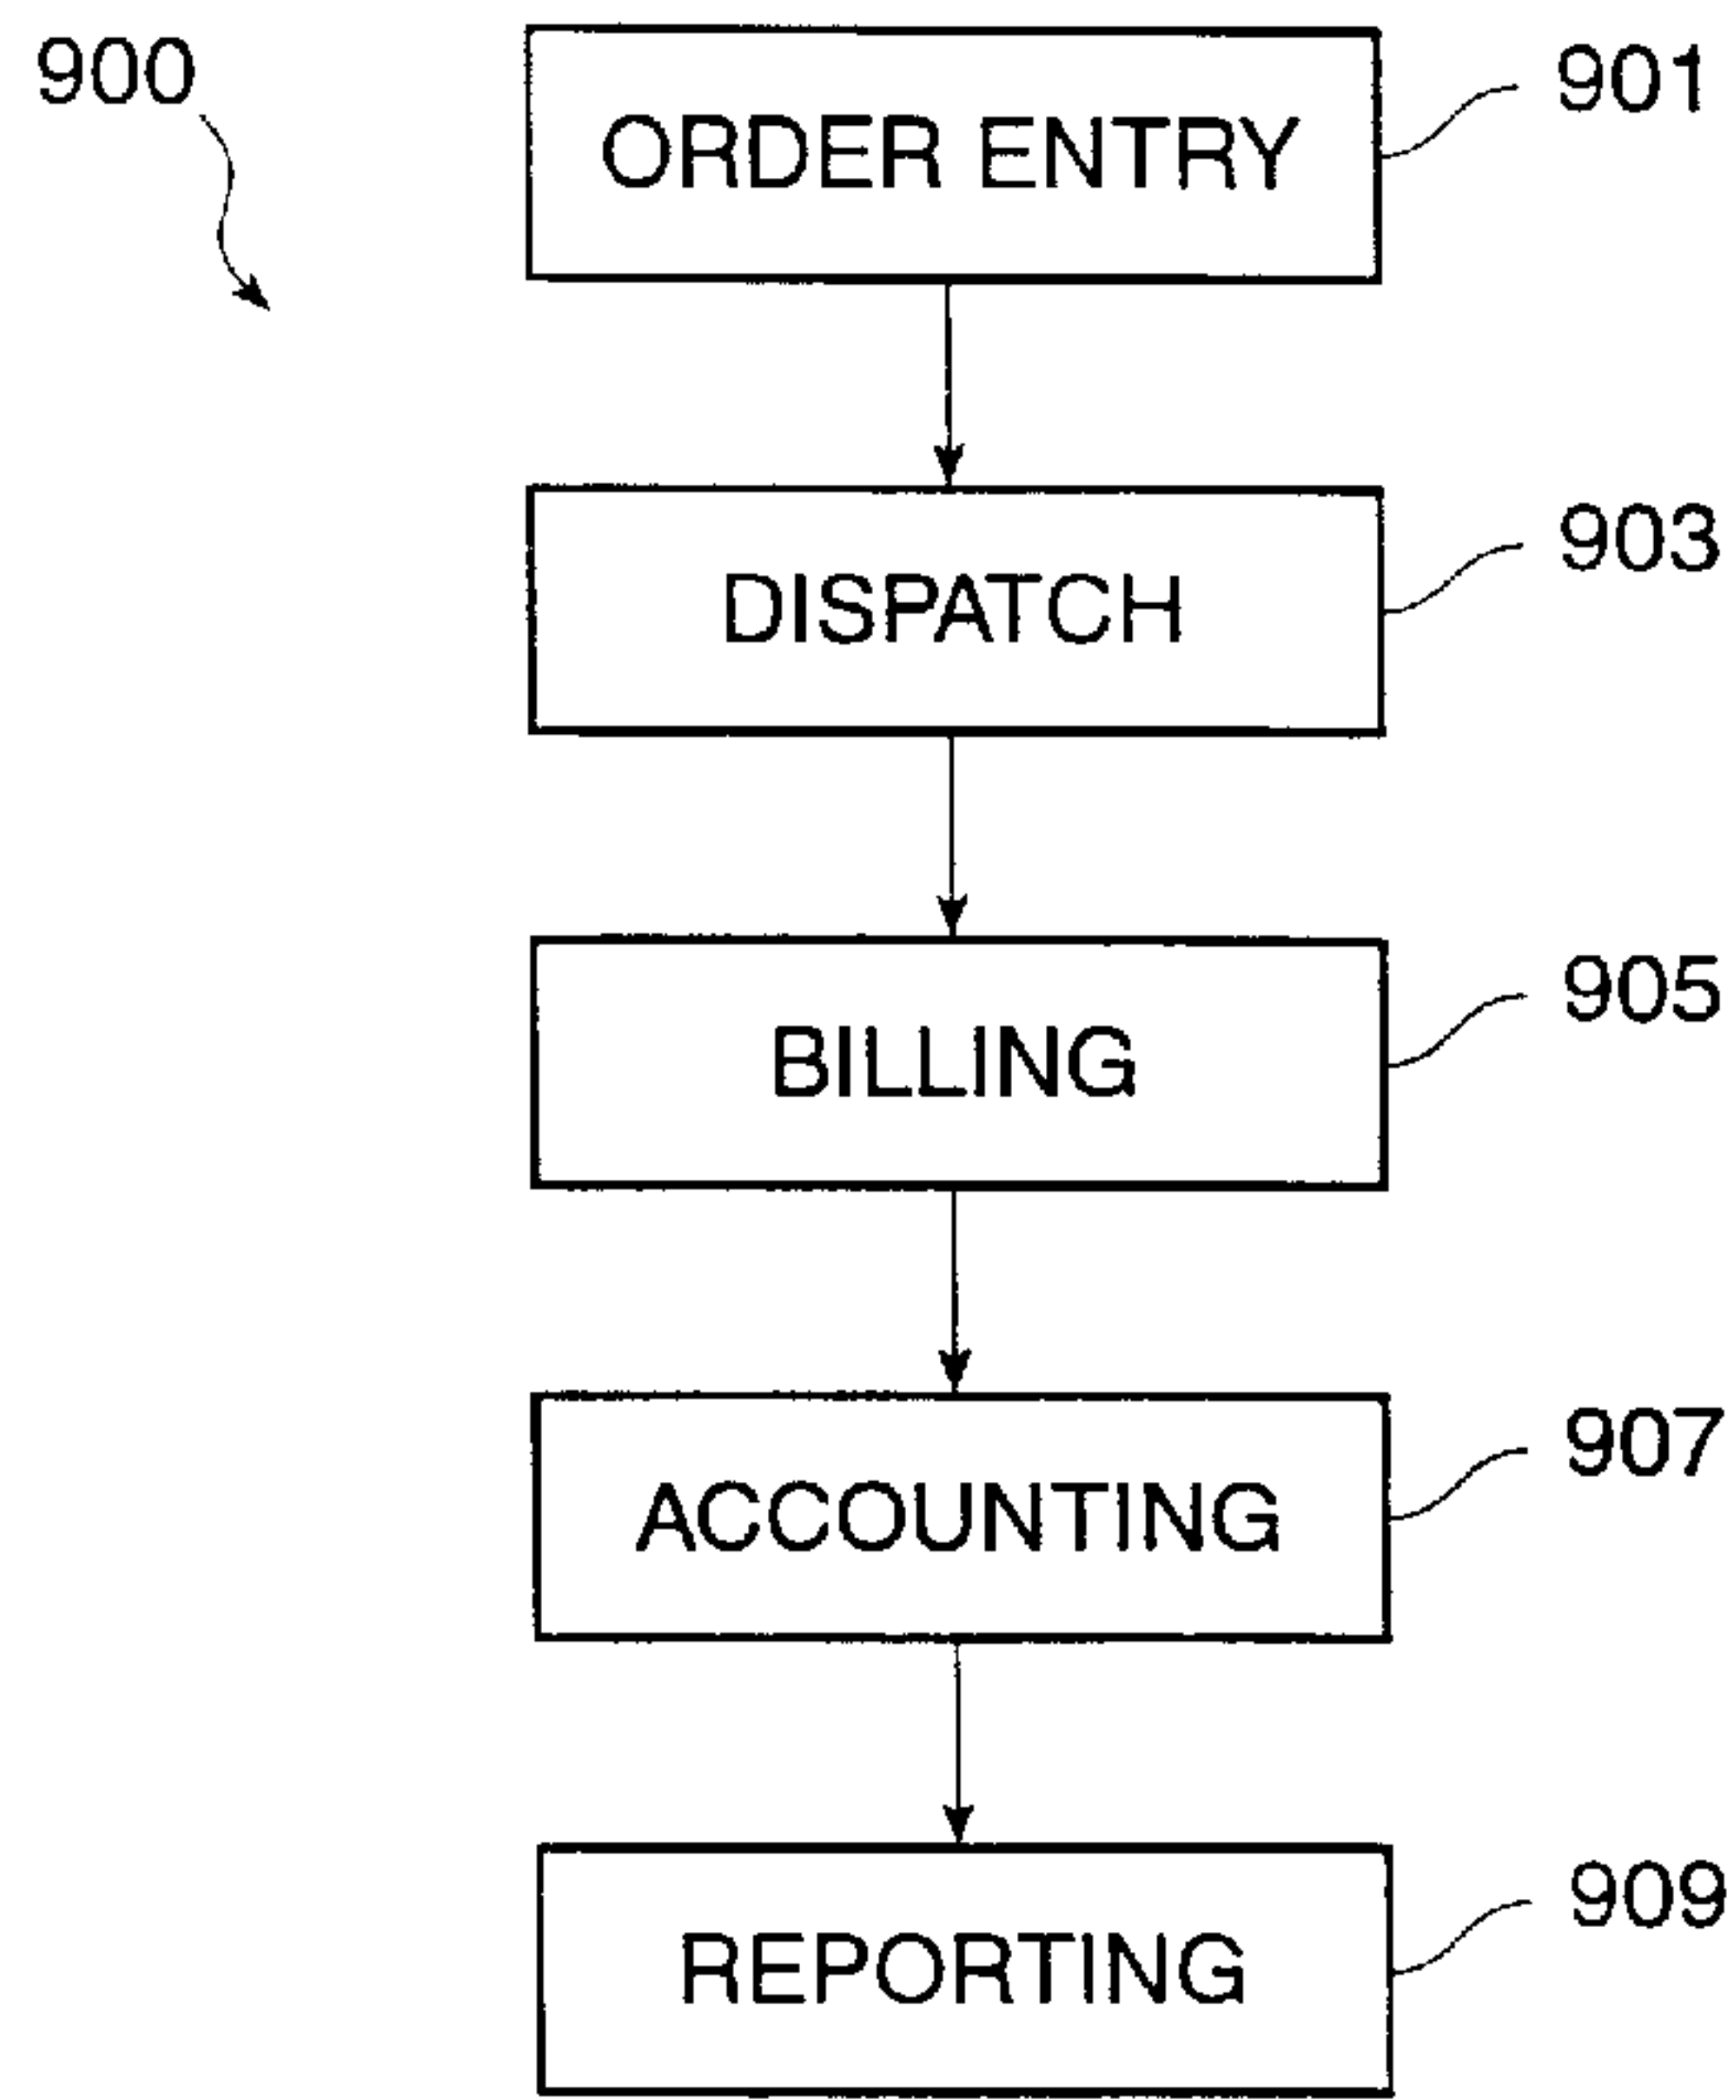 900
ORDER ENTRY
901
DISPATCH
903
BILLING
905
ACCOUNTING
907
REPORTING
909